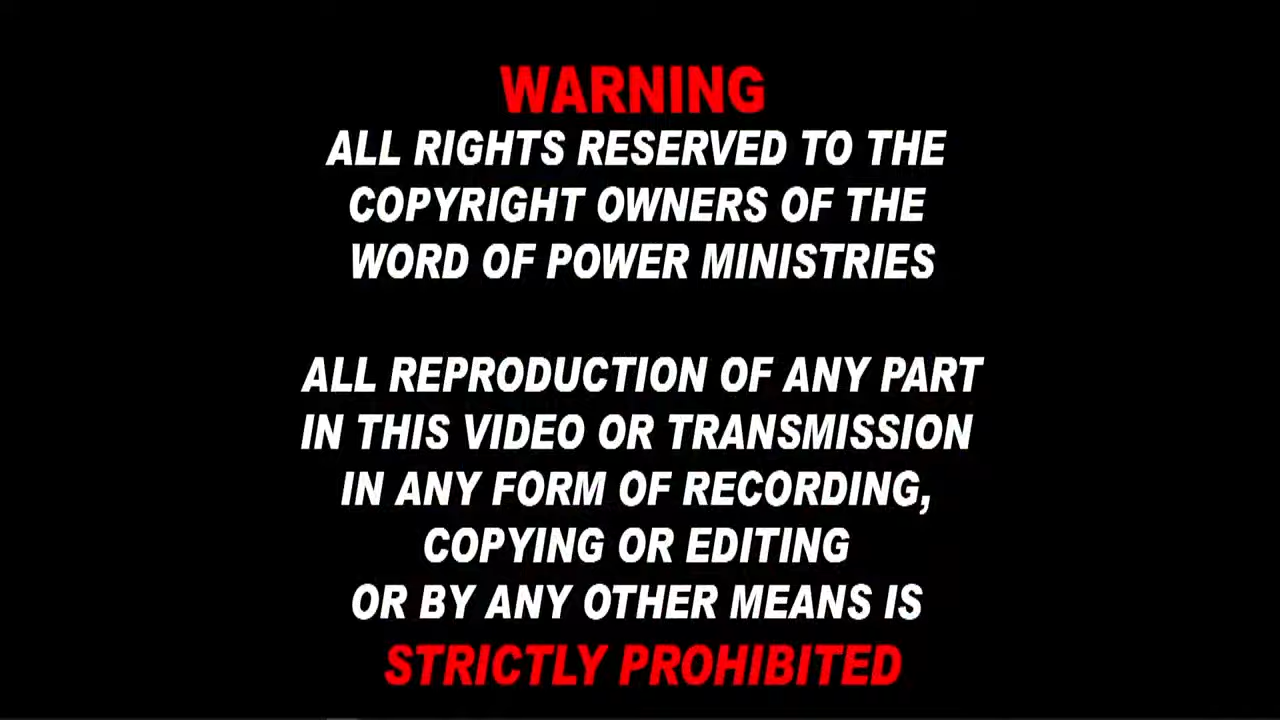 WARNING
ALL RIGHTS RESERVED TO THE
COPYRIGHT OWNERS OF THE
WORD OF POWER MINISTRIES
ALL REPRODUCTION OF ANY PART
IN THIS VIDEO OR TRANSMISSION
IN ANY FORM OF RECORDING,
COPYING OR EDITING
OR BY ANY OTHER MEANS IS
STRICTLY PROHIBITED